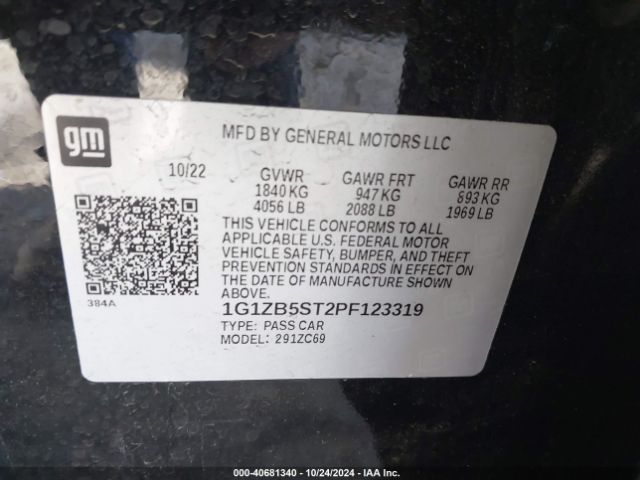 gm
MFD BY GENERAL MOTORS LLC
10/22 GVWR GAWR FRT GAWR RR
1840 KG 947 KG 893 KG
4056 LB 2088 LB 1969 LB
THIS VEHICLE CONFORMS TO ALL
APPLICABLE U.S. FEDERAL MOTOR
VEHICLE SAFETY, BUMPER, AND THEFT
PREVENTION STANDARDS IN EFFECT ON
THE DATE OF MANUFACTURE SHOWN
ABOVE.
384A
1G1ZB5ST2PF123319
TYPE: PASS CAR
MODEL: 291ZC69
000-40681340 - 10/24/2024 - IAA Inc.